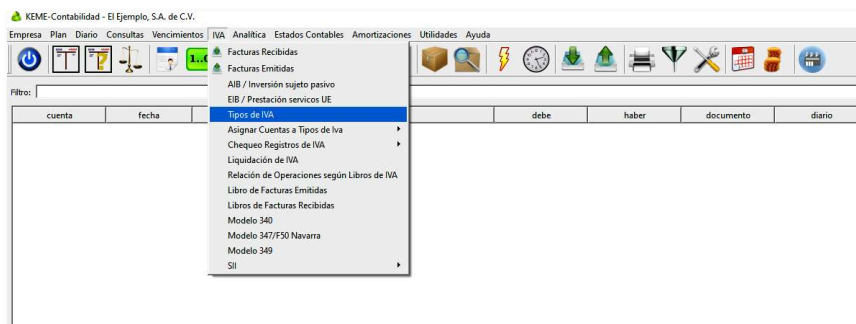 KEME-Contabilidad - El Ejemplo, S.A. de C.V.
Empresa Plan Diario Consultas Vencimientos IVA Analítica Estados Contables Amortizaciones Utilidades Ayuda
Facturas Recibidas
Facturas Emitidas
AIB / Inversión sujeto pasivo
EIB / Prestación servicos UE
Filtro:
Tipos de IVA
cuenta fecha debe haber documento diario
Asignar Cuentas a Tipos de Iva
Chequeo Registros de IVA
Liquidación de IVA
Relación de Operaciones según Libros de IVA
Libro de Facturas Emitidas
Libros de Facturas Recibidas
Modelo 340
Modelo 347/F50 Navarra
Modelo 349
SII